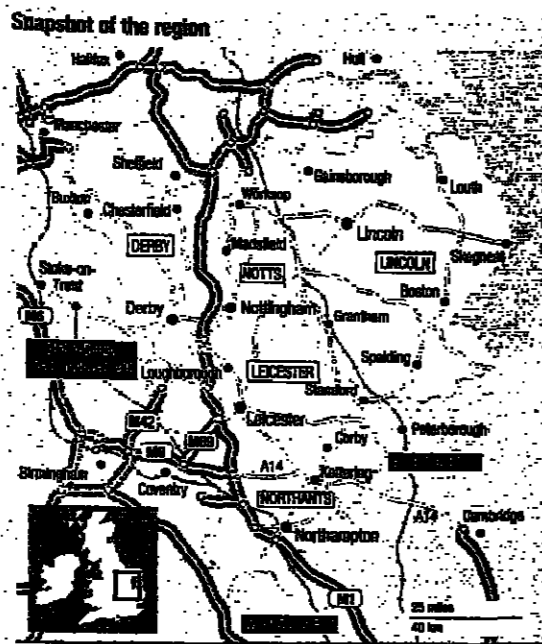 Snapshot of the region
Halifax
Hull
Manchester
Sheffield
Gainsborough
Louth
Buxton
Worksop
Chesterfield
Lincoln
DERBY
Mansfield
LINCOLN
Skegness
Stoke-on-
Trent
NOTTS
Boston
M6
Derby
Nottingham
Grantham
Loughborough
LEICESTER
Spalding
Stamford
M42
Leicester
Peterborough
M6
M69
Corby
Birmingham
A14
Kettering
Coventry
NORTHANTS
A14
Cambridge
Northampton
M1
25 miles
40 km